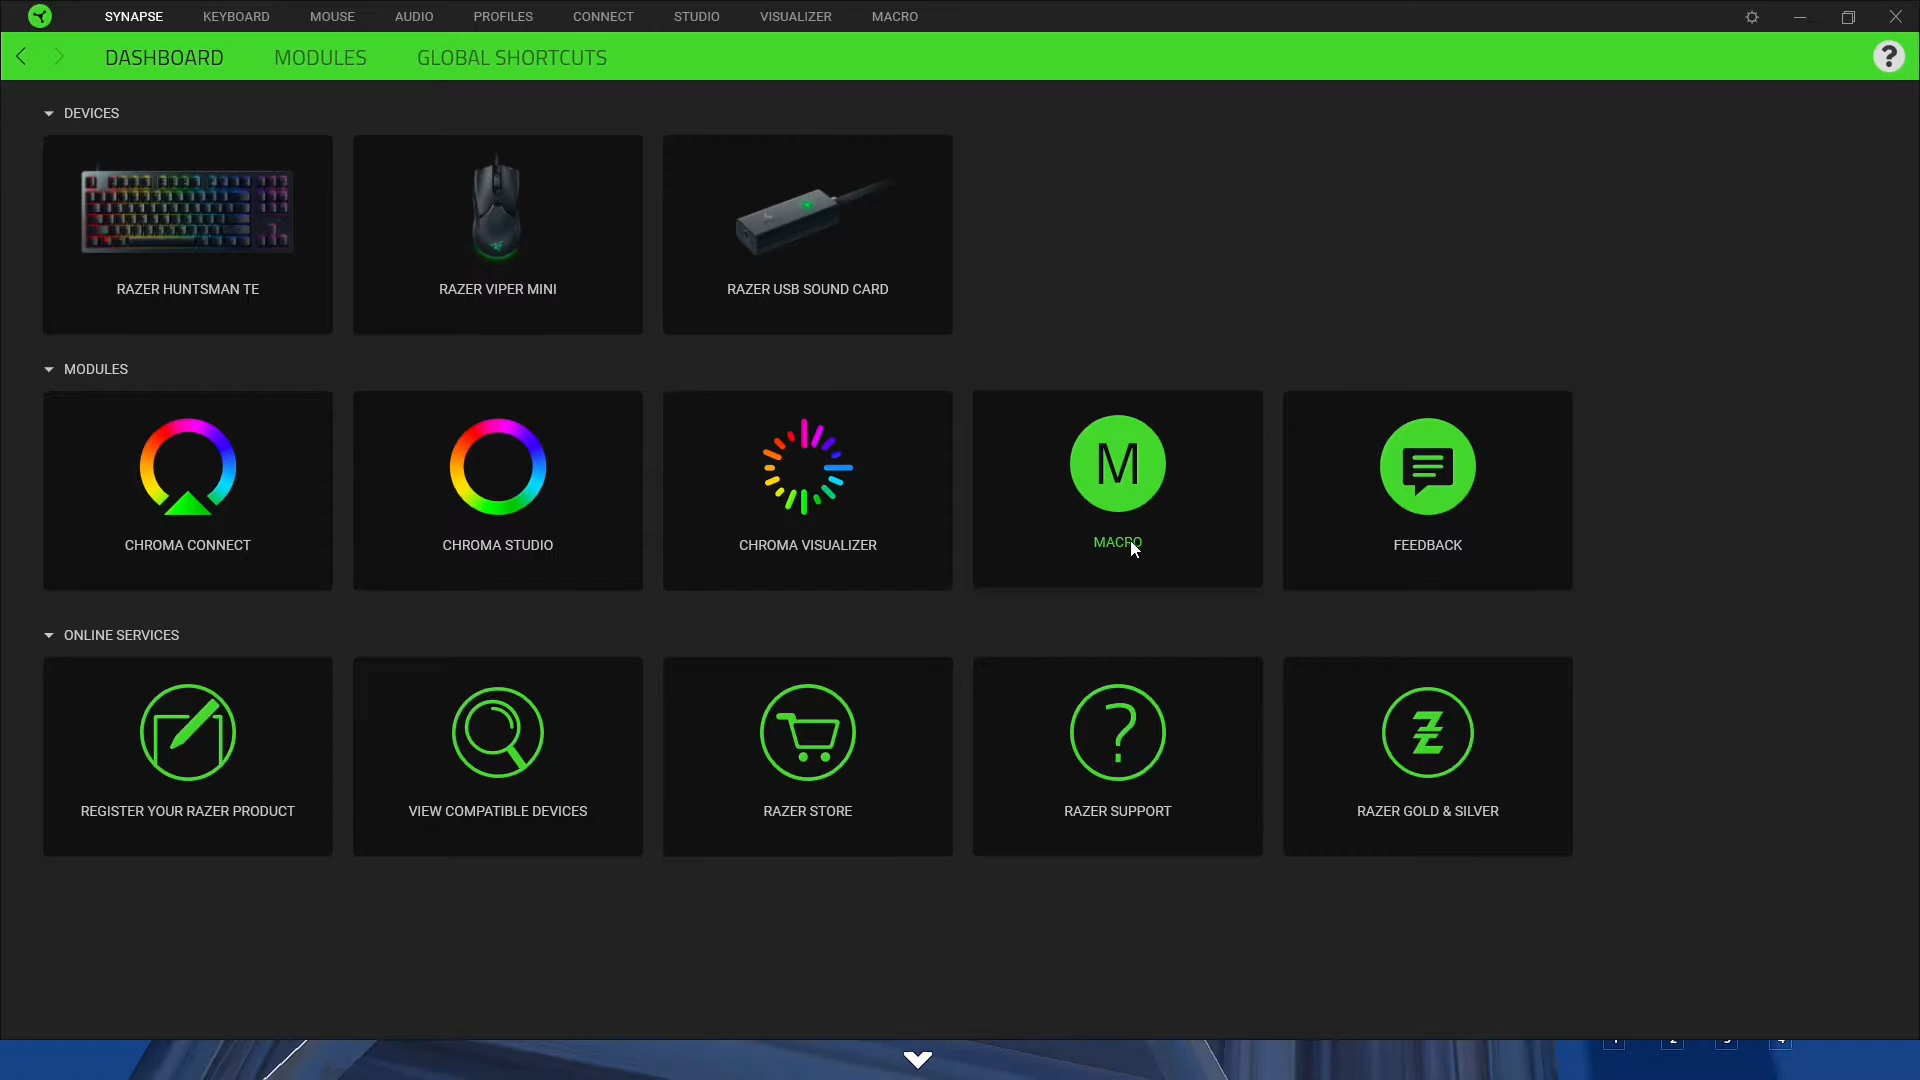 SYNAPSE KEYBOARD MOUSE AUDIO PROFILES CONNECT STUDIO VISUALIZER MACRO
DASHBOARD MODULES GLOBAL SHORTCUTS ?
DEVICES
RAZER HUNTSMAN TE RAZER VIPER MINI RAZER USB SOUND CARD
MODULES
M
CHROMA CONNECT CHROMA STUDIO CHROMA VISUALIZER MACRO FEEDBACK
ONLINE SERVICES
?
REGISTER YOUR RAZER PRODUCT VIEW COMPATIBLE DEVICES RAZER STORE RAZER SUPPORT RAZER GOLD & SILVER